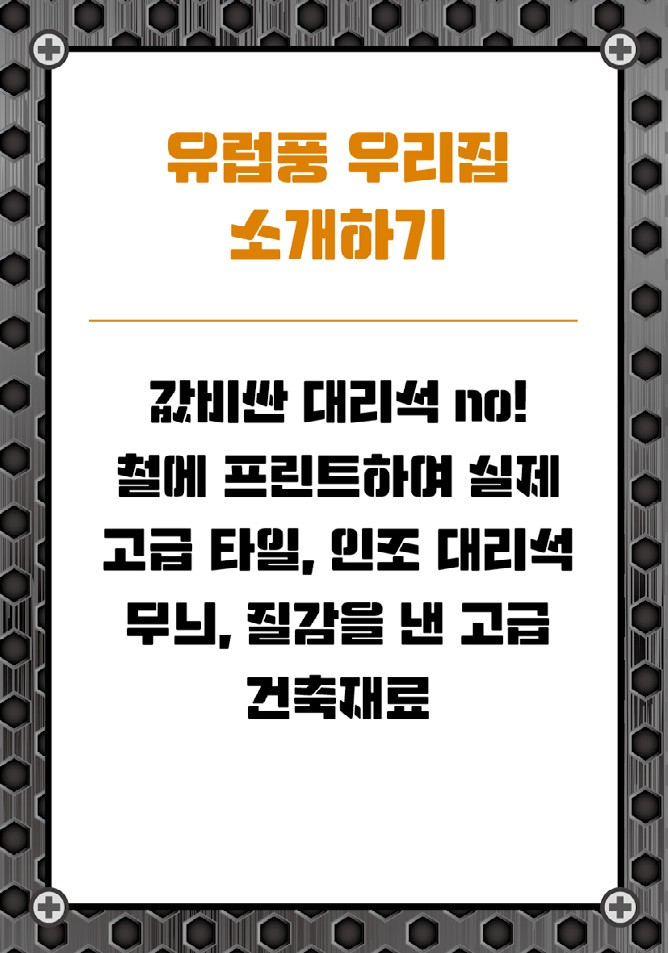 유럽풍 우리집
소개하기
값비싼 대리석 no!
철에 프린트하여 실제
고급 타일, 인조 대리석
무늬, 질감을 낸 고급
건축재료